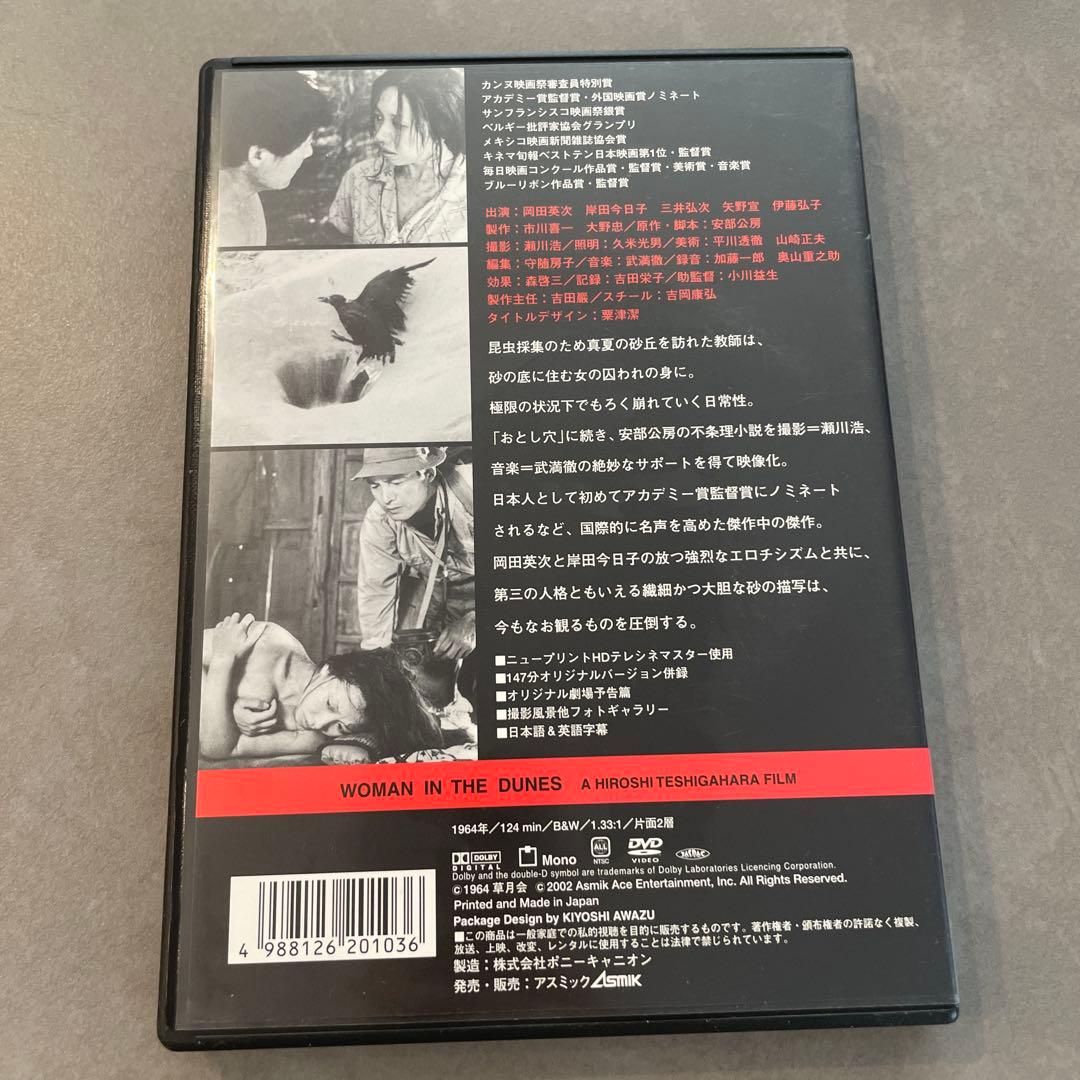 カンヌ映画祭審査員特別賞
アカデミー賞監督賞・外国映画賞ノミネート
サンフランシスコ映画祭銀賞
ベルギー批評家協会グランプリ
メキシコ映画新聞雑誌協会賞
キネマ旬報ベストテン日本映画第1位・監督賞
毎日映画コンクール作品賞・監督賞・美術賞・音楽賞
ブルーリボン作品賞・監督賞
出演：岡田英次　岸田今日子　三井弘次　矢野宣　伊藤弘子
製作：市川喜一　大野忠／原作・脚本：安部公房
撮影：瀬川浩／照明：久米光男／美術：平川透徹　山崎正夫
編集：守随房子／音楽：武満徹／録音：加藤一郎　奥山重之助
効果：森啓三／記録：吉田栄子／助監督：小川益生
製作主任：吉田巌／スチール：吉岡康弘
タイトルデザイン：粟津潔
昆虫採集のため真夏の砂丘を訪れた教師は、
砂の底に住む女の囚われの身に。
極限の状況下でもろく崩れていく日常性。
「おとし穴」に続き、安部公房の不条理小説を撮影＝瀬川浩、
音楽＝武満徹の絶妙なサポートを得て映像化。
日本人として初めてアカデミー賞監督賞にノミネート
されるなど、国際的に名声を高めた傑作中の傑作。
岡田英次と岸田今日子の放つ強烈なエロチシズムと共に、
第三の人格ともいえる繊細かつ大胆な砂の描写は、
今もなお観るものを圧倒する。
■ニュープリントHDテレシネマスター使用
■147分オリジナルバージョン併録
■オリジナル劇場予告篇
■撮影風景他フォトギャラリー
■日本語＆英語字幕
WOMAN IN THE DUNES A HIROSHI TESHIGAHARA FILM
1964年／124 min／B&W／1.33:1／片面2層
DOLBY DIGITAL Mono ALL NTSC DVD VIDEO
Dolby and the double-D symbol are trademarks of Dolby Laboratories Licencing Corporation.
©1964 草月会 ©2002 Asmik Ace Entertainment, Inc. All Rights Reserved.
Printed and Made in Japan
Package Design by KIYOSHI AWAZU
■この商品は一般家庭での私的視聴を目的に販売するものです。著作権者・頒布権者の許諾なく複製、
放送、上映、改変、レンタルに使用することは法律で禁じられています。
製造：株式会社ポニーキャニオン
発売・販売：アスミック ASMIK
4 988126 201036